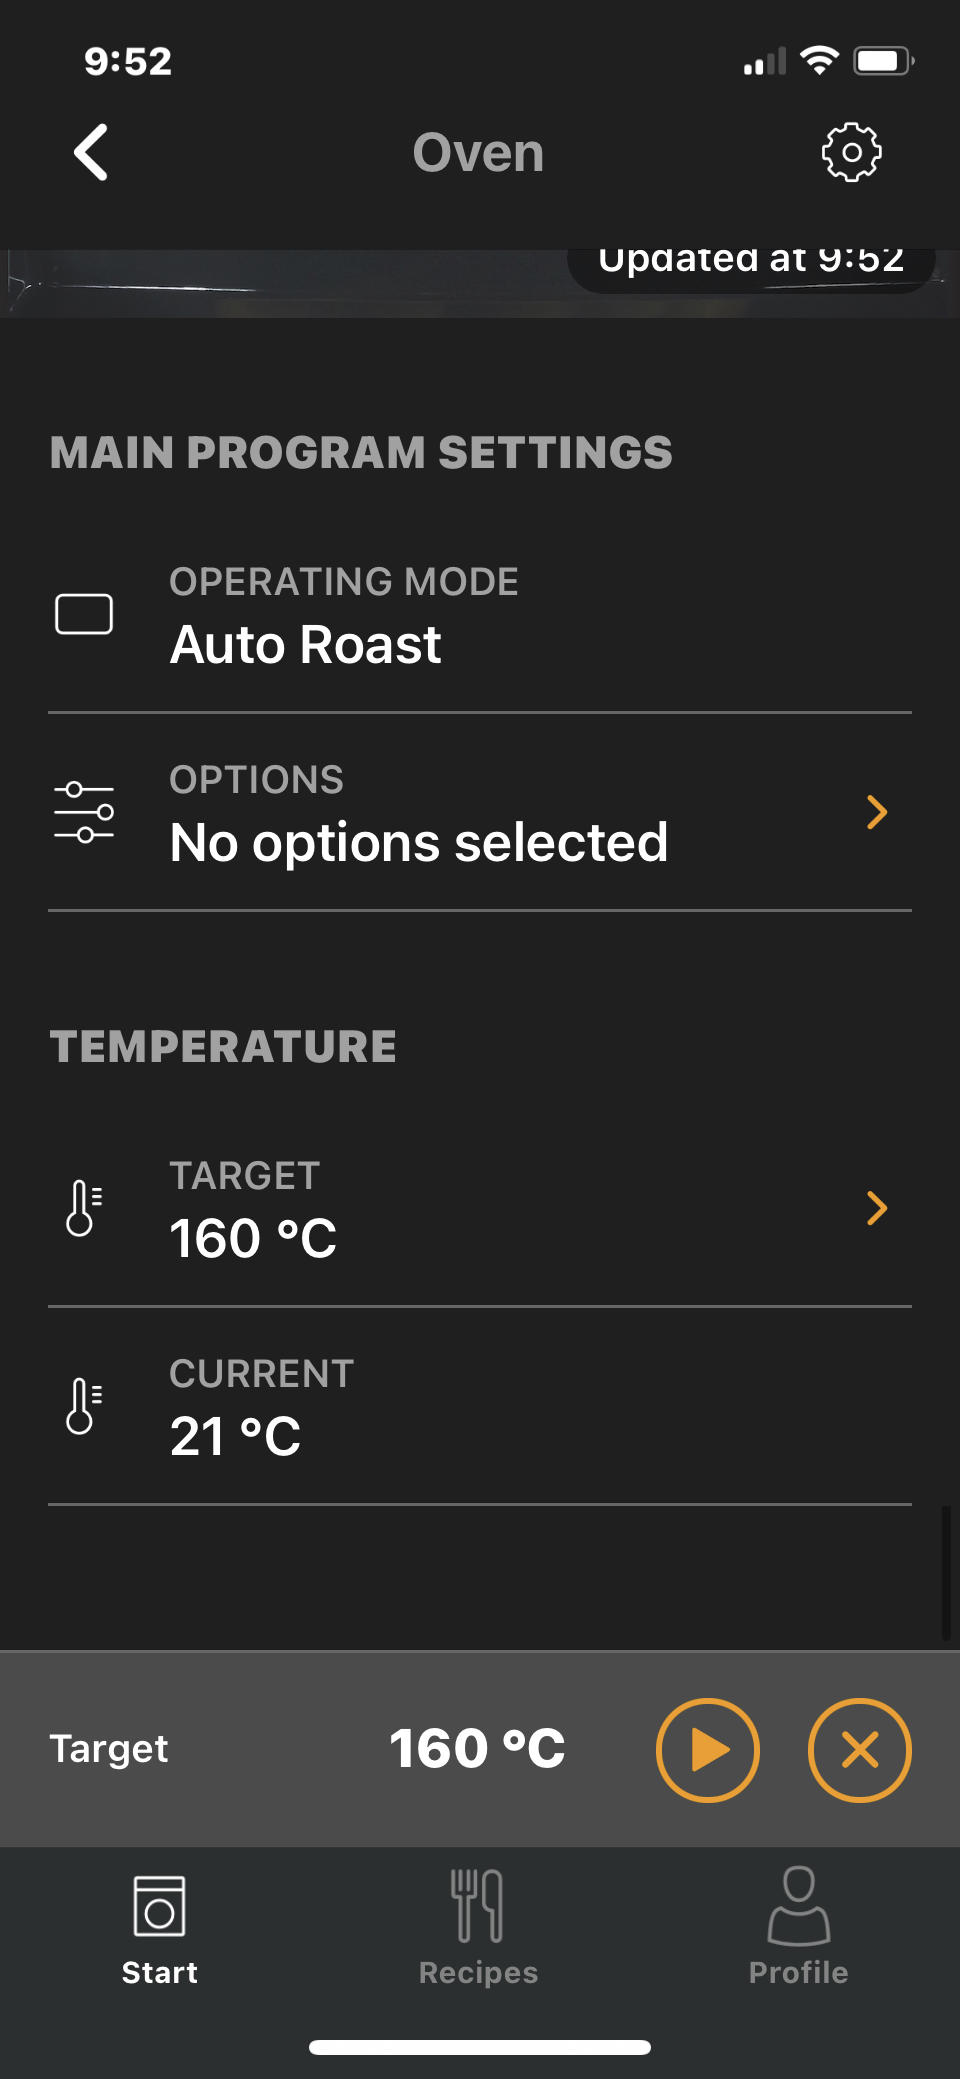 9:52
Oven
Updated at 9:52
MAIN PROGRAM SETTINGS
OPERATING MODE
Auto Roast
OPTIONS
No options selected
TEMPERATURE
TARGET
160 °C
CURRENT
21 °C
Target 160 °C
Start Recipes Profile